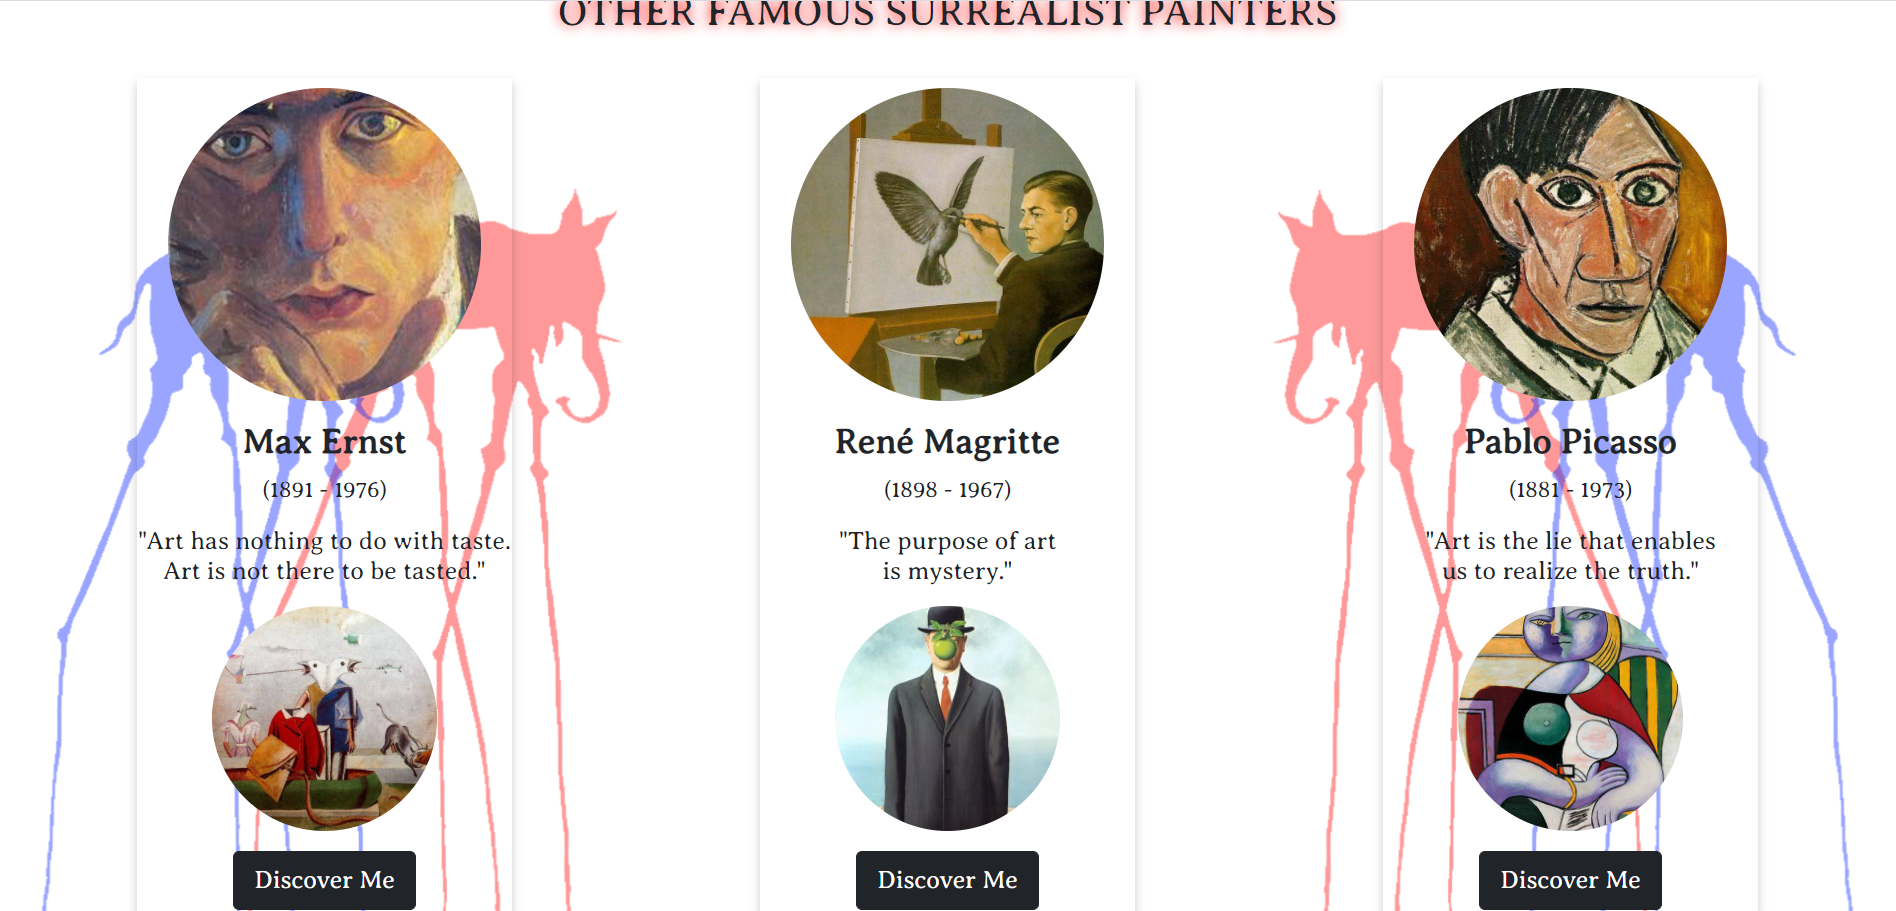 OTHER FAMOUS SURREALIST PAINTERS
Max Ernst
(1891 - 1976)
"Art has nothing to do with taste.
Art is not there to be tasted."
Discover Me
René Magritte
(1898 - 1967)
"The purpose of art
is mystery."
Discover Me
Pablo Picasso
(1881 - 1973)
"Art is the lie that enables
us to realize the truth."
Discover Me